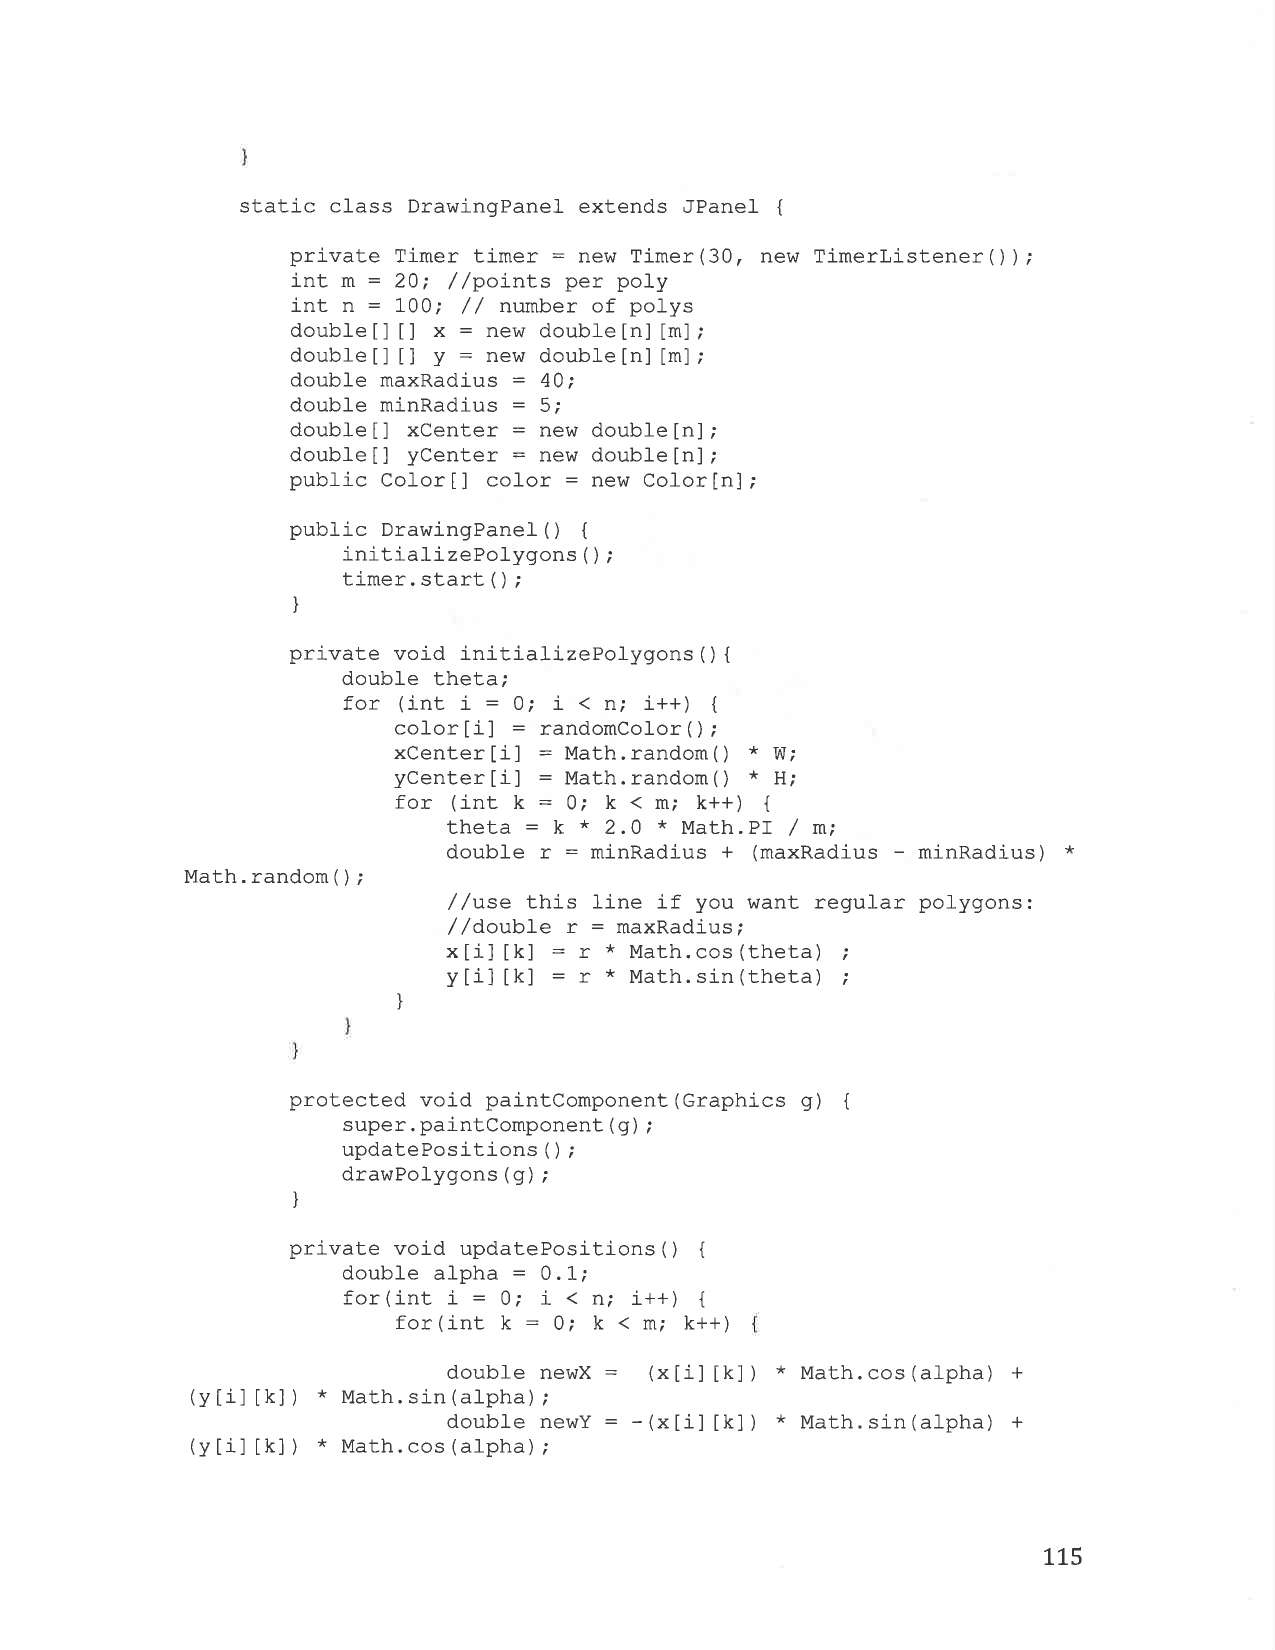 }
static class DrawingPanel extends JPanel {
private Timer timer = new Timer(30, new TimerListener());
int m = 20; //points per poly
int n = 100; // number of polys
double[][] x = new double[n][m];
double[][] y = new double[n][m];
double maxRadius = 40;
double minRadius = 5;
double[] xCenter = new double[n];
double[] yCenter = new double[n];
public Color[] color = new Color[n];
public DrawingPanel() {
initializePolygons();
timer.start();
}
private void initializePolygons(){
double theta;
for (int i = 0; i < n; i++) {
color[i] = randomColor();
xCenter[i] = Math.random() * W;
yCenter[i] = Math.random() * H;
for (int k = 0; k < m; k++) {
theta = k * 2.0 * Math.PI / m;
double r = minRadius + (maxRadius - minRadius) *
Math.random();
//use this line if you want regular polygons:
//double r = maxRadius;
x[i][k] = r * Math.cos(theta) ;
y[i][k] = r * Math.sin(theta) ;
}
}
}
protected void paintComponent(Graphics g) {
super.paintComponent(g);
updatePositions();
drawPolygons(g);
}
private void updatePositions() {
double alpha = 0.1;
for(int i = 0; i < n; i++) {
for(int k = 0; k < m; k++) {
double newX =  (x[i][k]) * Math.cos(alpha) +
(y[i][k]) * Math.sin(alpha);
double newY = -(x[i][k]) * Math.sin(alpha) +
(y[i][k]) * Math.cos(alpha);
115